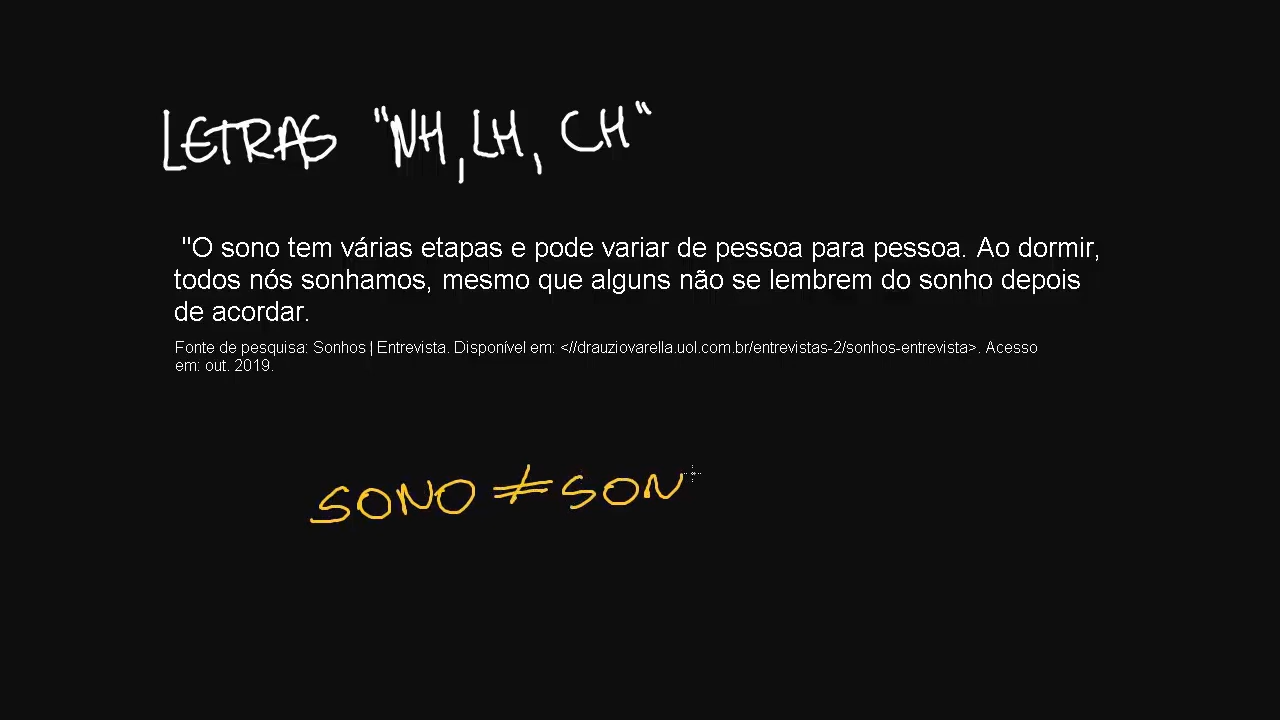 LETRAS "NH, LH, CH"
"O sono tem várias etapas e pode variar de pessoa para pessoa. Ao dormir,
todos nós sonhamos, mesmo que alguns não se lembrem do sonho depois
de acordar.
Fonte de pesquisa: Sonhos | Entrevista. Disponível em: <//drauziovarella.uol.com.br/entrevistas-2/sonhos-entrevista>. Acesso
em: out. 2019.
SONO ≠ SON